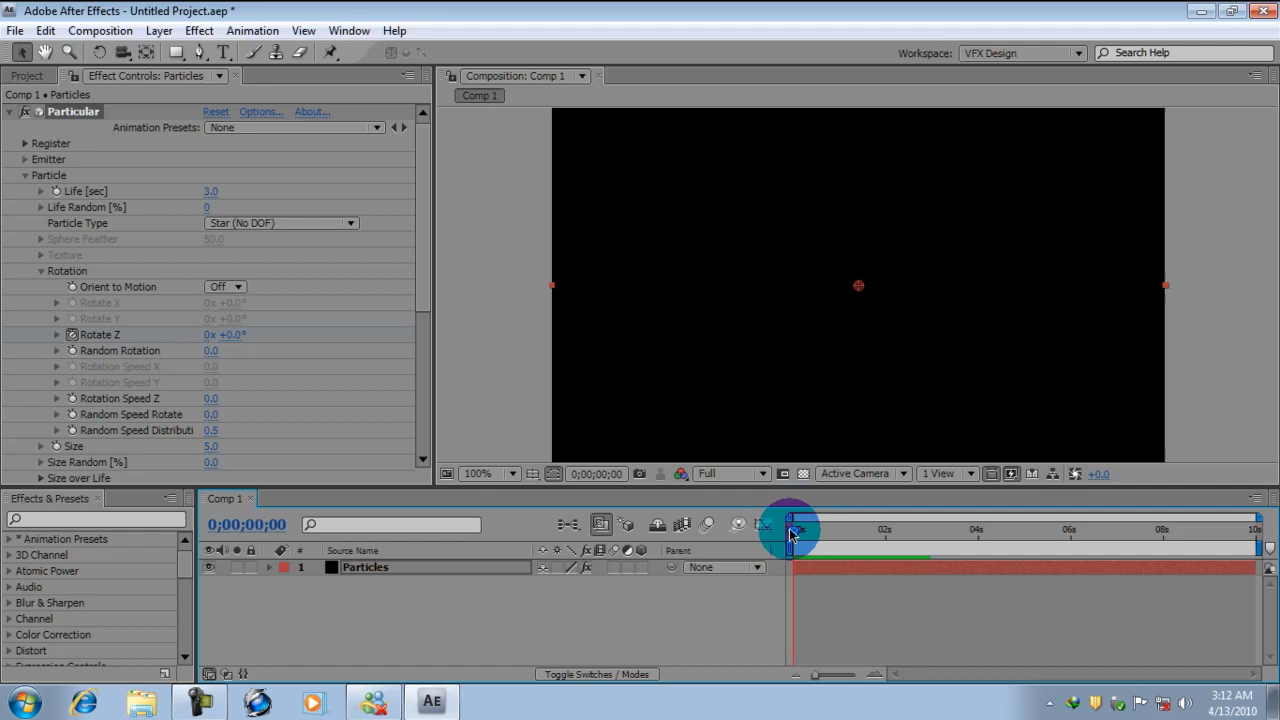 Adobe After Effects - Untitled Project.aep *
File Edit Composition Layer Effect Animation View Window Help
Workspace: VFX Design Search Help
Project Effect Controls: Particles Composition: Comp 1
Comp 1 • Particles
Comp 1
Particular Reset Options... About...
Animation Presets: None
Register
Emitter
Particle
Life [sec] 3.0
Life Random [%] 0
Particle Type Star (No DOF)
Sphere Feather 50.0
Texture
Rotation
Orient to Motion Off
Rotate X 0x +0.0°
Rotate Y 0x +0.0°
Rotate Z 0x +0.0°
Random Rotation 0.0
Rotation Speed X 0.0
Rotation Speed Y 0.0
Rotation Speed Z 0.0
Random Speed Rotate 0.0
Random Speed Distributi 0.5
Size 5.0
Size Random [%] 0.0
Size over Life
100% 0;00;00;00 Full Active Camera 1 View +0.0
Effects & Presets
* Animation Presets
3D Channel
Atomic Power
Audio
Blur & Sharpen
Channel
Color Correction
Distort
Comp 1
0;00;00;00
02s 04s 06s 08s 10s
# Source Name Parent
1 Particles None
Toggle Switches / Modes
AE
3:12 AM
4/13/2010